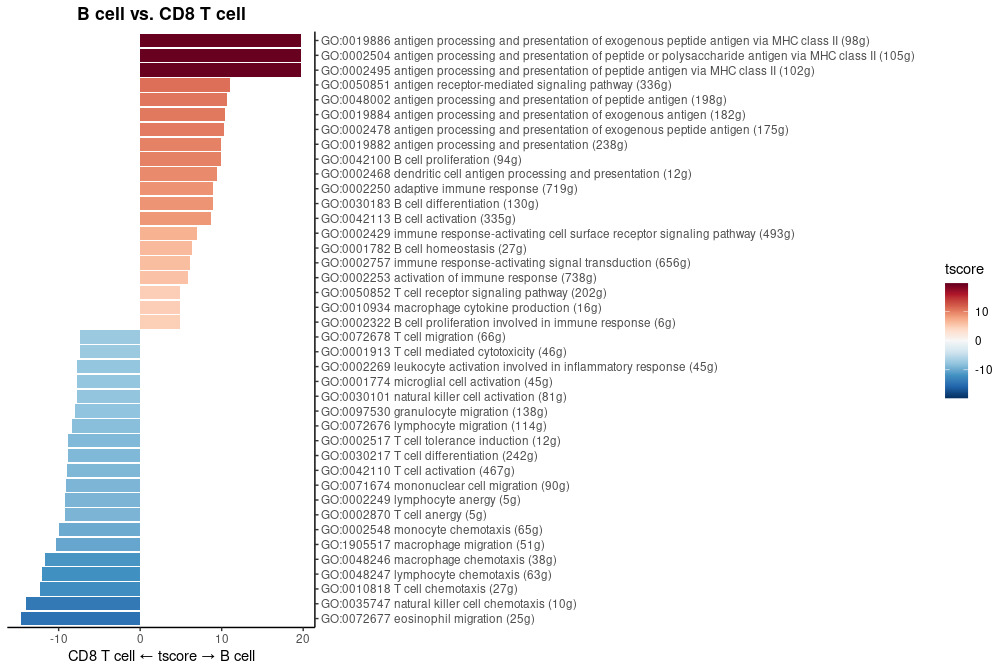 B cell vs. CD8 T cell
GO:0019886 antigen processing and presentation of exogenous peptide antigen via MHC class II (98g)
GO:0002504 antigen processing and presentation of peptide or polysaccharide antigen via MHC class II (105g)
GO:0002495 antigen processing and presentation of peptide antigen via MHC class II (102g)
GO:0050851 antigen receptor-mediated signaling pathway (336g)
GO:0048002 antigen processing and presentation of peptide antigen (198g)
GO:0019884 antigen processing and presentation of exogenous antigen (182g)
GO:0002478 antigen processing and presentation of exogenous peptide antigen (175g)
GO:0019882 antigen processing and presentation (238g)
GO:0042100 B cell proliferation (94g)
GO:0002468 dendritic cell antigen processing and presentation (12g)
GO:0002250 adaptive immune response (719g)
GO:0030183 B cell differentiation (130g)
GO:0042113 B cell activation (335g)
GO:0002429 immune response-activating cell surface receptor signaling pathway (493g)
GO:0001782 B cell homeostasis (27g)
GO:0002757 immune response-activating signal transduction (656g)
GO:0002253 activation of immune response (738g)
GO:0050852 T cell receptor signaling pathway (202g)
GO:0010934 macrophage cytokine production (16g)
GO:0002322 B cell proliferation involved in immune response (6g)
GO:0072678 T cell migration (66g)
GO:0001913 T cell mediated cytotoxicity (46g)
GO:0002269 leukocyte activation involved in inflammatory response (45g)
GO:0001774 microglial cell activation (45g)
GO:0030101 natural killer cell activation (81g)
GO:0097530 granulocyte migration (138g)
GO:0072676 lymphocyte migration (114g)
GO:0002517 T cell tolerance induction (12g)
GO:0030217 T cell differentiation (242g)
GO:0042110 T cell activation (467g)
GO:0071674 mononuclear cell migration (90g)
GO:0002249 lymphocyte anergy (5g)
GO:0002870 T cell anergy (5g)
GO:0002548 monocyte chemotaxis (65g)
GO:1905517 macrophage migration (51g)
GO:0048246 macrophage chemotaxis (38g)
GO:0048247 lymphocyte chemotaxis (63g)
GO:0010818 T cell chemotaxis (27g)
GO:0035747 natural killer cell chemotaxis (10g)
GO:0072677 eosinophil migration (25g)
-10 0 10 20
CD8 T cell ← tscore → B cell
tscore
10
0
-10